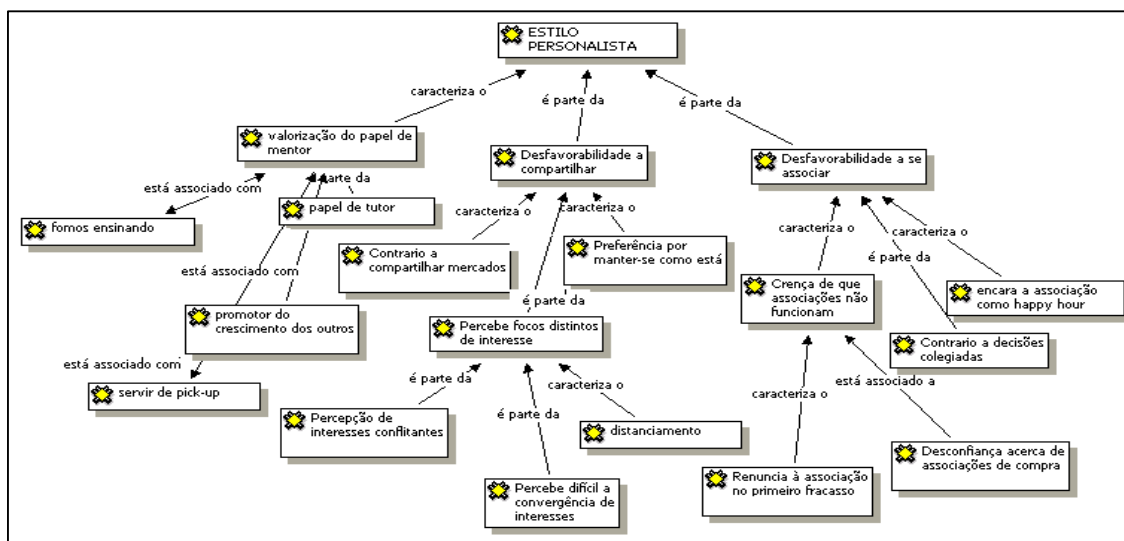 ESTILO
PERSONALISTA
caracteriza o
é parte da
é parte da
valorização do papel de
mentor
Desfavorabilidade a
compartilhar
Desfavorabilidade a se
associar
está associado com
é parte da
fomos ensinando
papel de tutor
caracteriza o
caracteriza o
caracteriza o
caracteriza o
Contrario a
compartilhar mercados
Preferência por
manter-se como está
é parte da
está associado com
é parte da
Crença de que
associações não
funcionam
encara a associação
como happy hour
promotor do
crescimento dos outros
Percebe focos distintos
de interesse
Contrario a decisões
colegiadas
está associado com
servir de pick-up
é parte da
caracteriza o
está associado a
caracteriza o
Percepção de
interesses conflitantes
é parte da
distanciamento
Desconfiança acerca de
associações de compra
Renuncia à associação
no primeiro fracasso
Percebe difícil a
convergência de
interesses